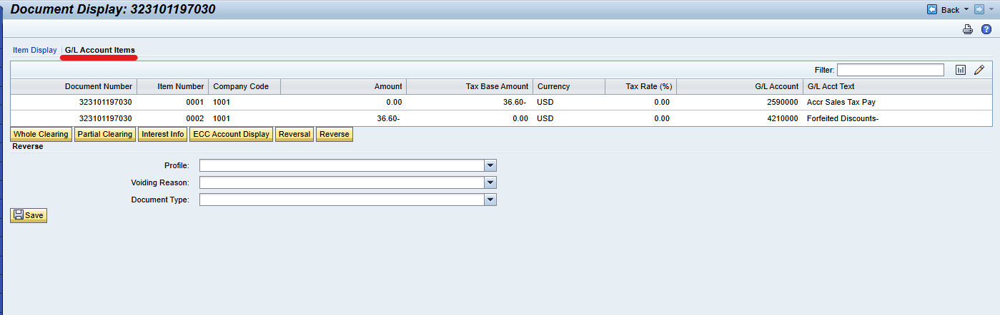 Document Display: 323101197030
Back
Item Display G/L Account Items
Filter:
Document Number Item Number Company Code Amount Tax Base Amount Currency Tax Rate (%) G/L Account G/L Acct Text
323101197030 0001 1001 0.00 36.60- USD 0.00 2590000 Accr Sales Tax Pay
323101197030 0002 1001 36.60- 0.00 USD 0.00 4210000 Forfeited Discounts-
Whole Clearing Partial Clearing Interest Info ECC Account Display Reversal Reverse
Reverse
Profile:
Voiding Reason:
Document Type:
Save